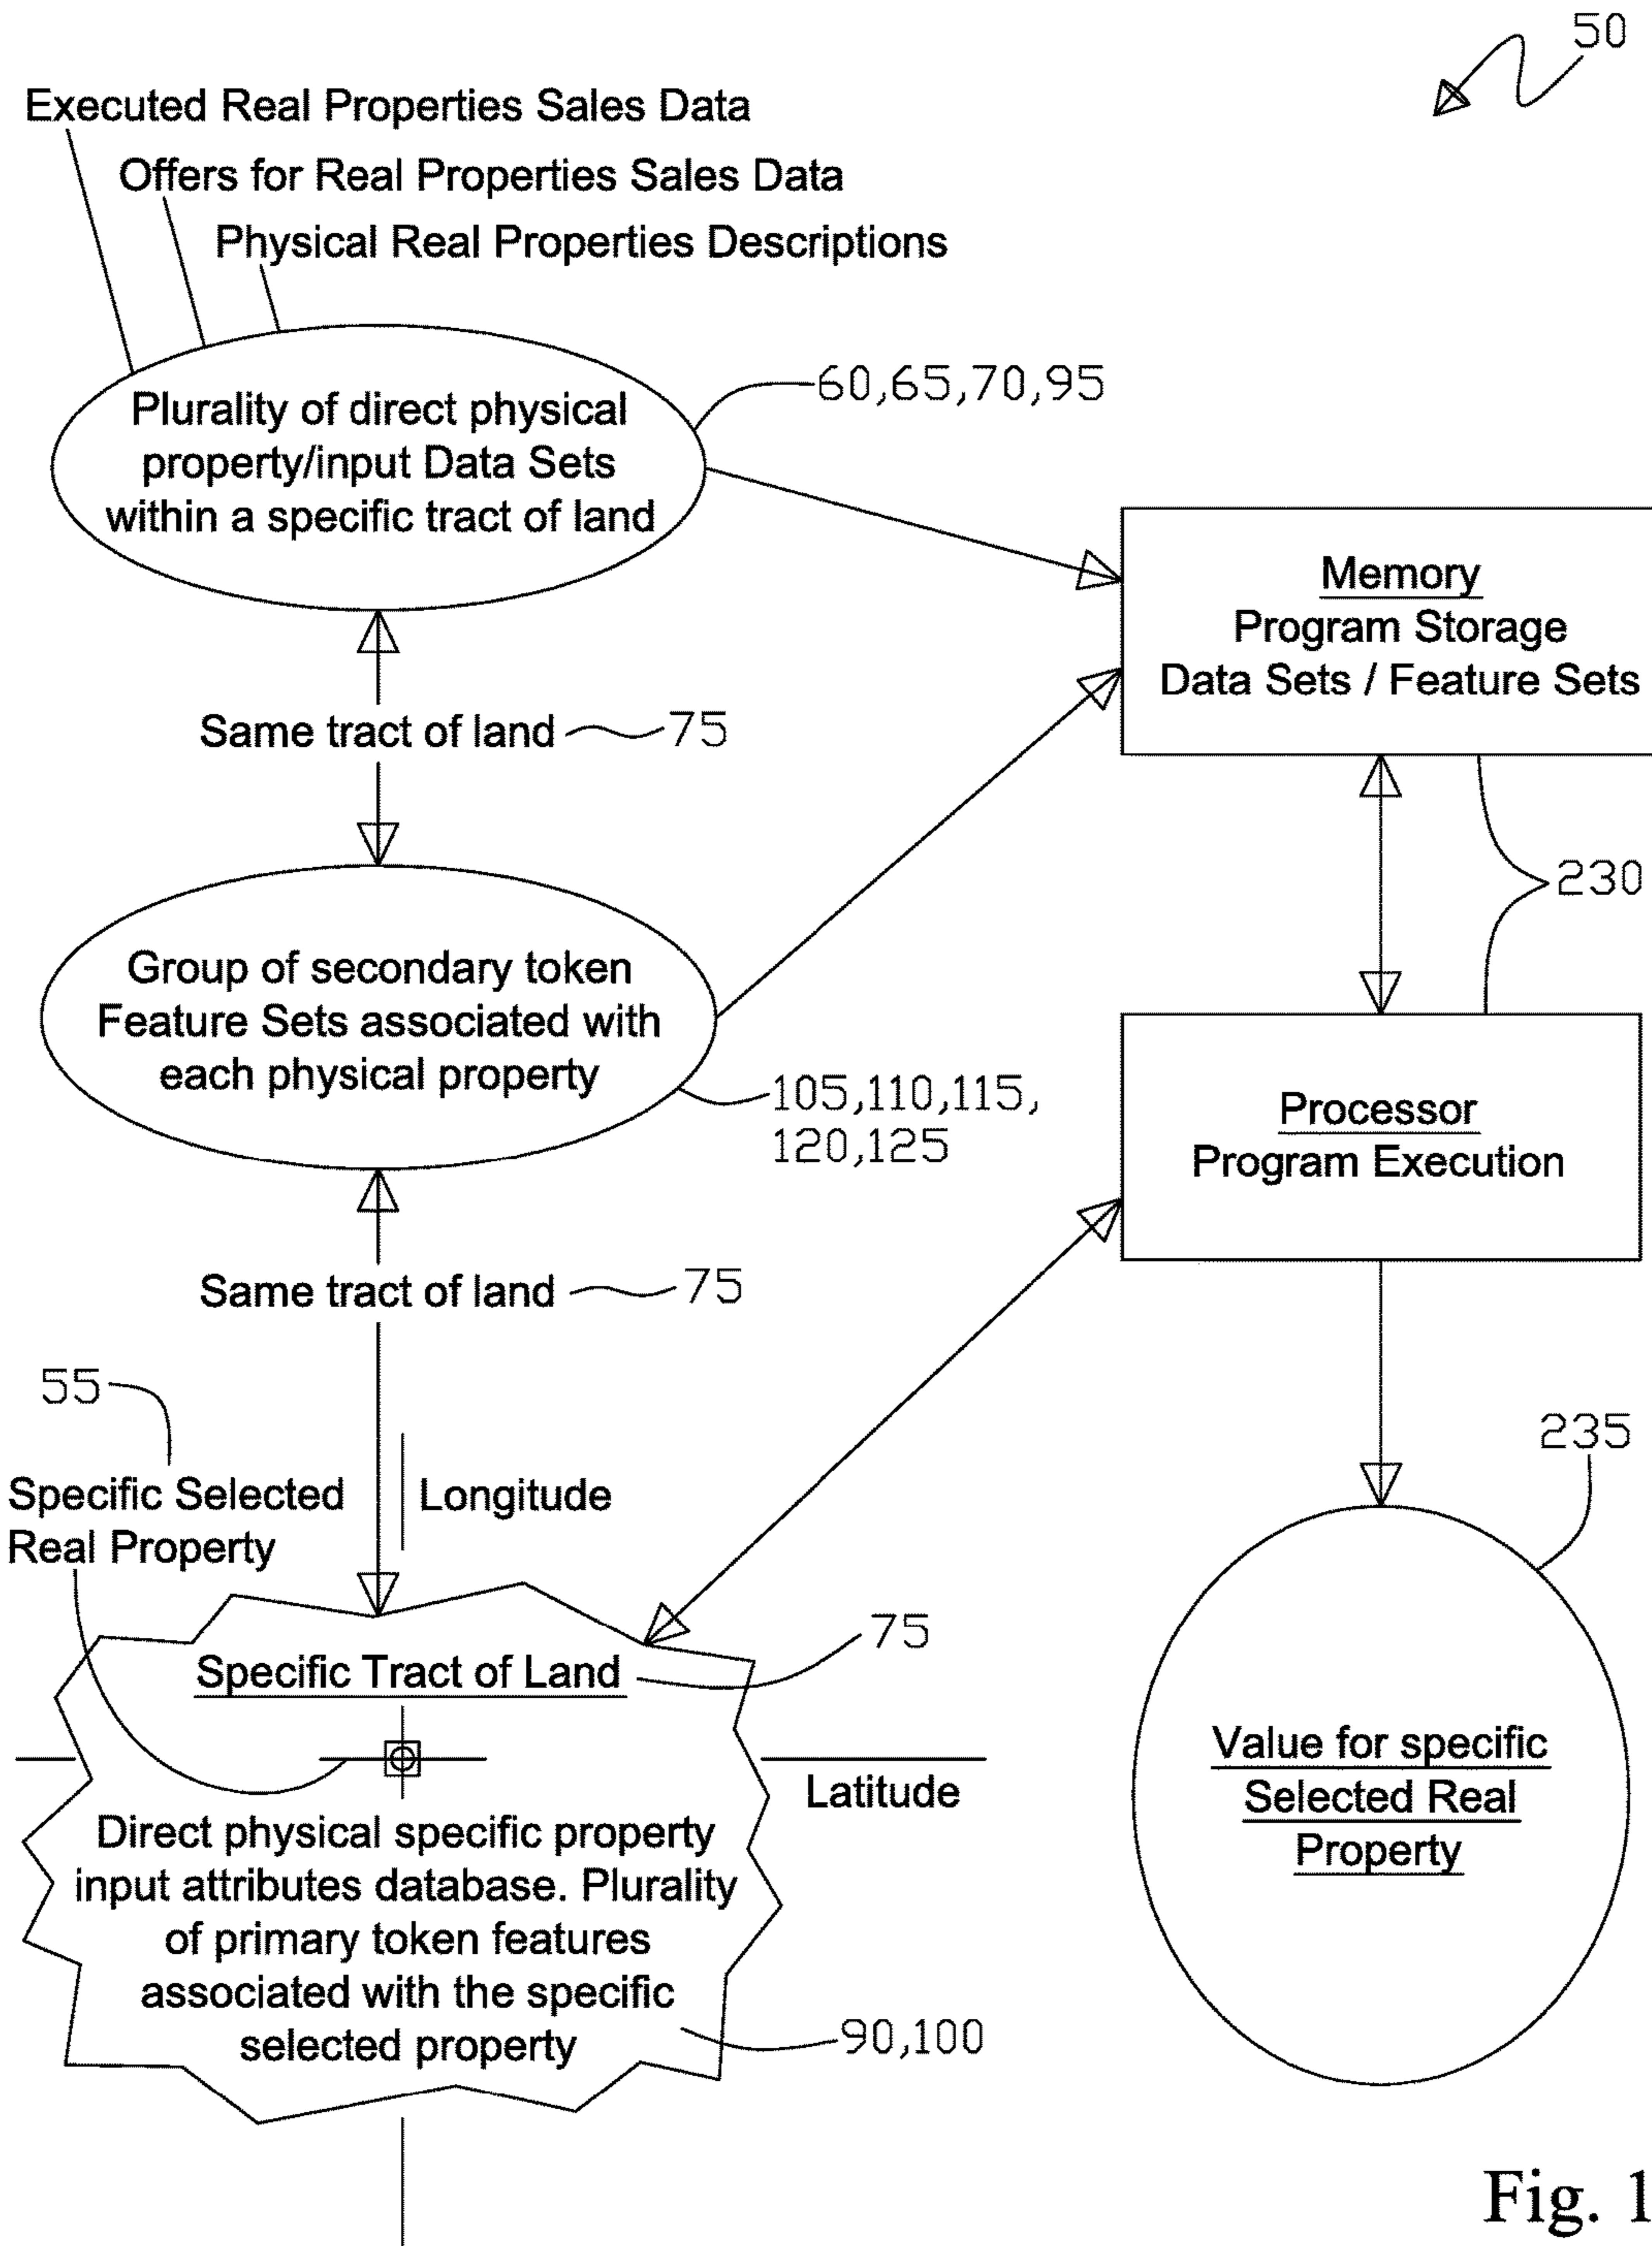 50
Executed Real Properties Sales Data
Offers for Real Properties Sales Data
Physical Real Properties Descriptions
Plurality of direct physical
property/input Data Sets
within a specific tract of land
60,65,70,95
Memory
Program Storage
Data Sets / Feature Sets
Same tract of land
75
230
Group of secondary token
Feature Sets associated with
each physical property
105,110,115,
120,125
Processor
Program Execution
Same tract of land
75
55
Specific Selected
Real Property
Longitude
235
75
Specific Tract of Land
Latitude
Direct physical specific property
input attributes database. Plurality
of primary token features
associated with the specific
selected property
90,100
Value for specific
Selected Real
Property
Fig. 1